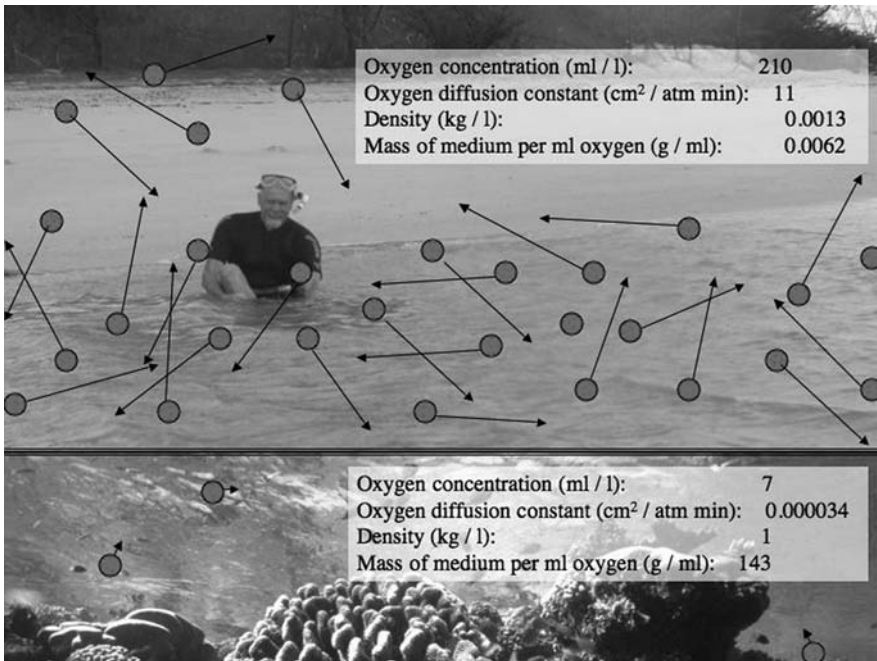 Oxygen concentration (ml / l): 210
Oxygen diffusion constant (cm² / atm min): 11
Density (kg / l): 0.0013
Mass of medium per ml oxygen (g / ml): 0.0062
Oxygen concentration (ml / l): 7
Oxygen diffusion constant (cm² / atm min): 0.000034
Density (kg / l): 1
Mass of medium per ml oxygen (g / ml): 143